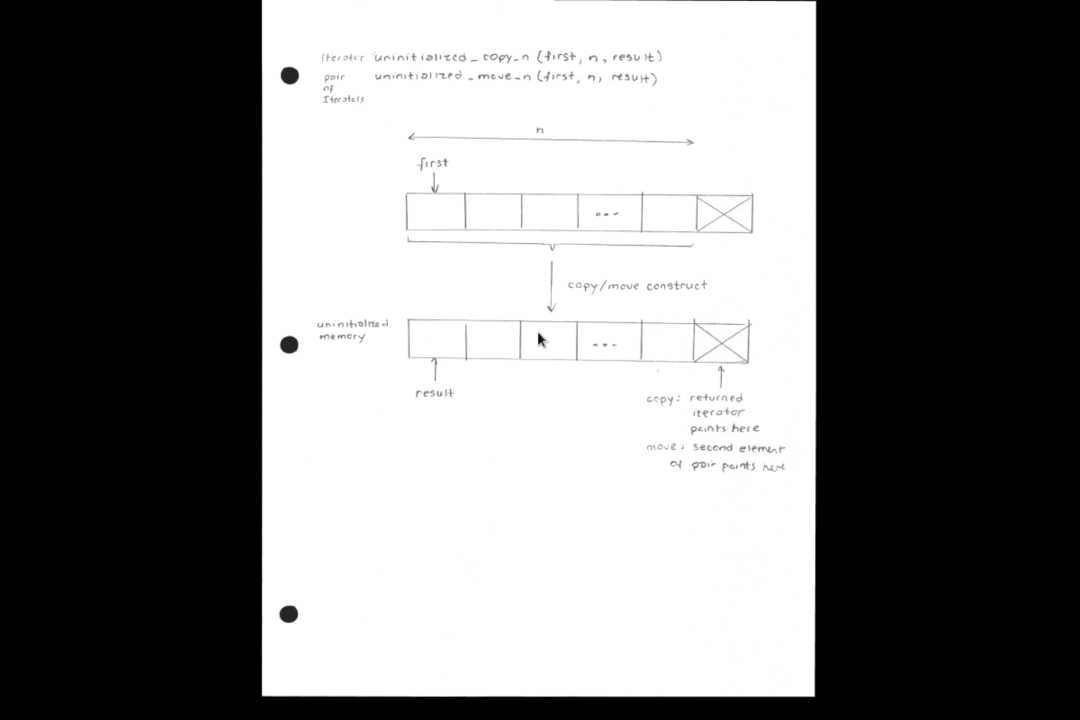 Iterator uninitialized_copy_n (first, n, result)
pair uninitialized_move_n (first, n, result)
of
Iterators
n
first
...
copy/move construct
uninitialized
memory
...
result
copy: returned
iterator
points here
move: second element
of pair points here